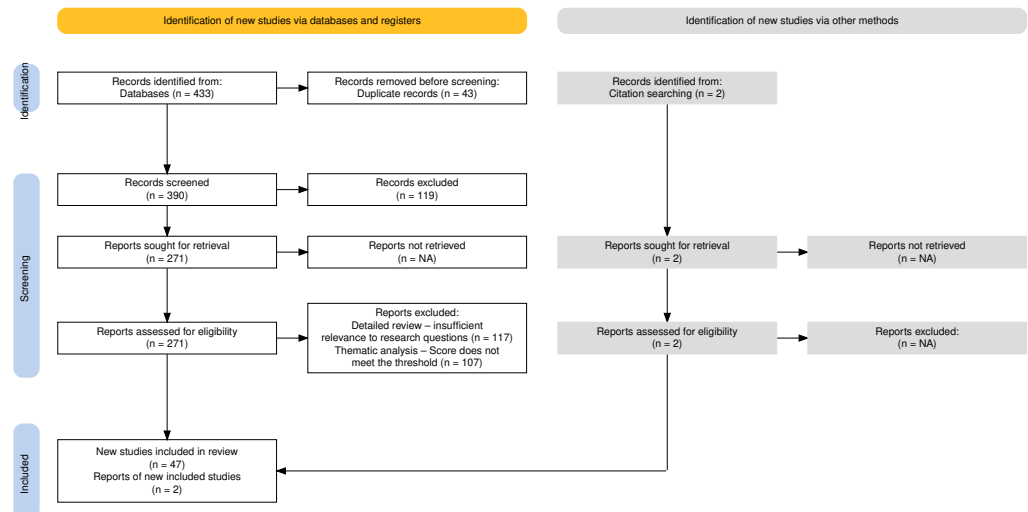 Identification of new studies via databases and registers
Identification of new studies via other methods
Identification
Records identified from:
Databases (n = 433)
Records removed before screening:
Duplicate records (n = 43)
Records identified from:
Citation searching (n = 2)
Screening
Records screened
(n = 390)
Records excluded
(n = 119)
Reports sought for retrieval
(n = 271)
Reports not retrieved
(n = NA)
Reports sought for retrieval
(n = 2)
Reports not retrieved
(n = NA)
Reports assessed for eligibility
(n = 271)
Reports excluded:
Detailed review – insufficient
relevance to research questions (n = 117)
Thematic analysis – Score does not
meet the threshold (n = 107)
Reports assessed for eligibility
(n = 2)
Reports excluded:
(n = NA)
Included
New studies included in review
(n = 47)
Reports of new included studies
(n = 2)